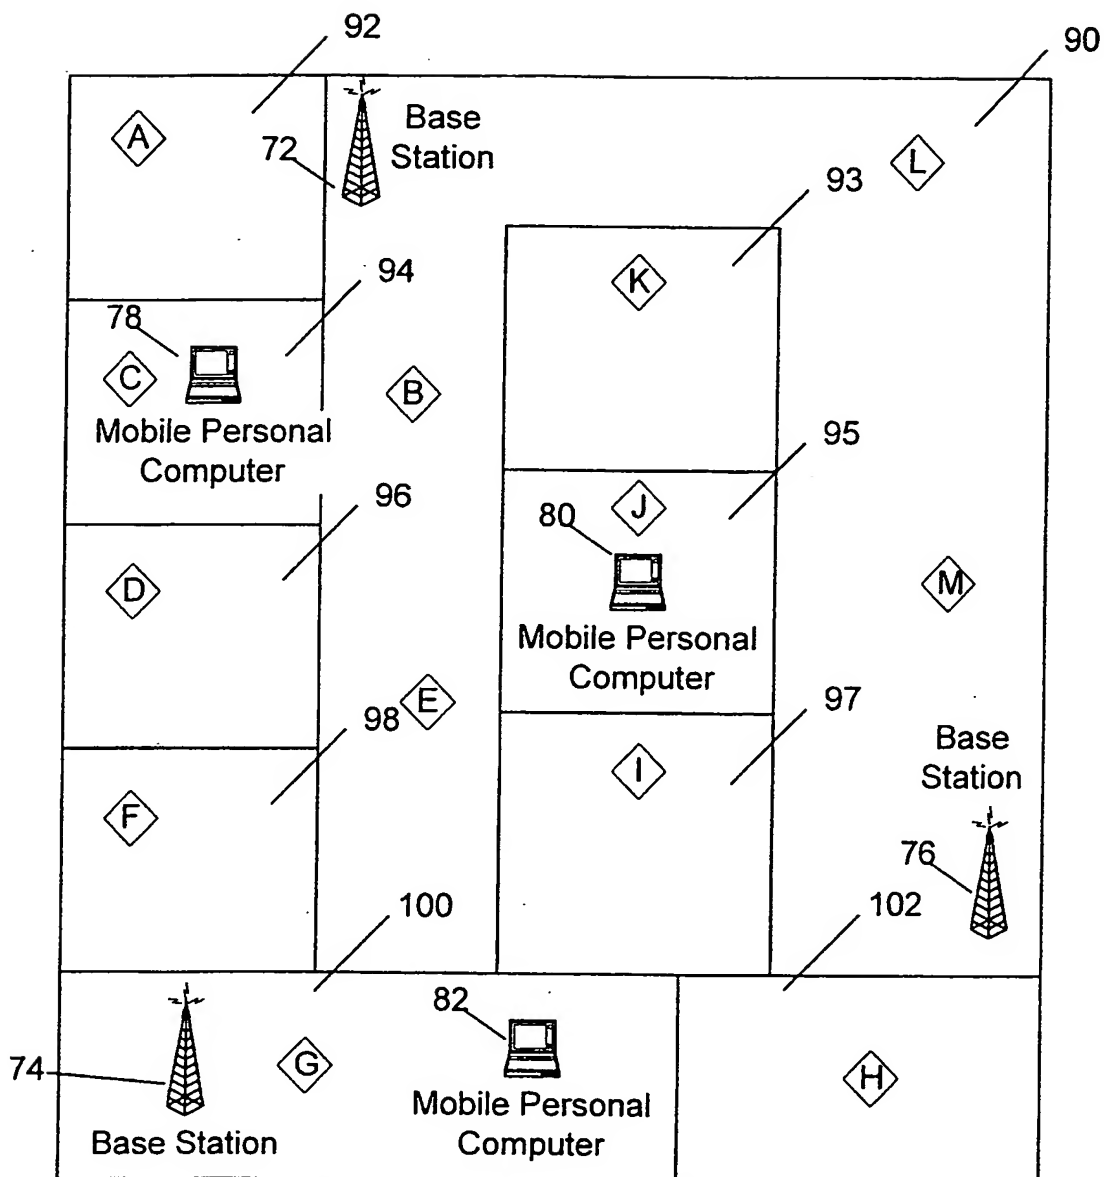 92
90
A
Base
Station
72
L
93
K
94
78
C
B
Mobile Personal
Computer
95
96
J
80
D
M
Mobile Personal
Computer
E
98
97
I
Base
Station
F
76
100
102
82
74
G
H
Mobile Personal
Computer
Base Station